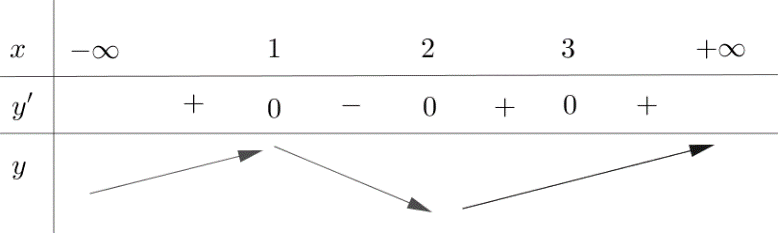 x −∞ 1 2 3 +∞
y′ + 0 − 0 + 0 +
y